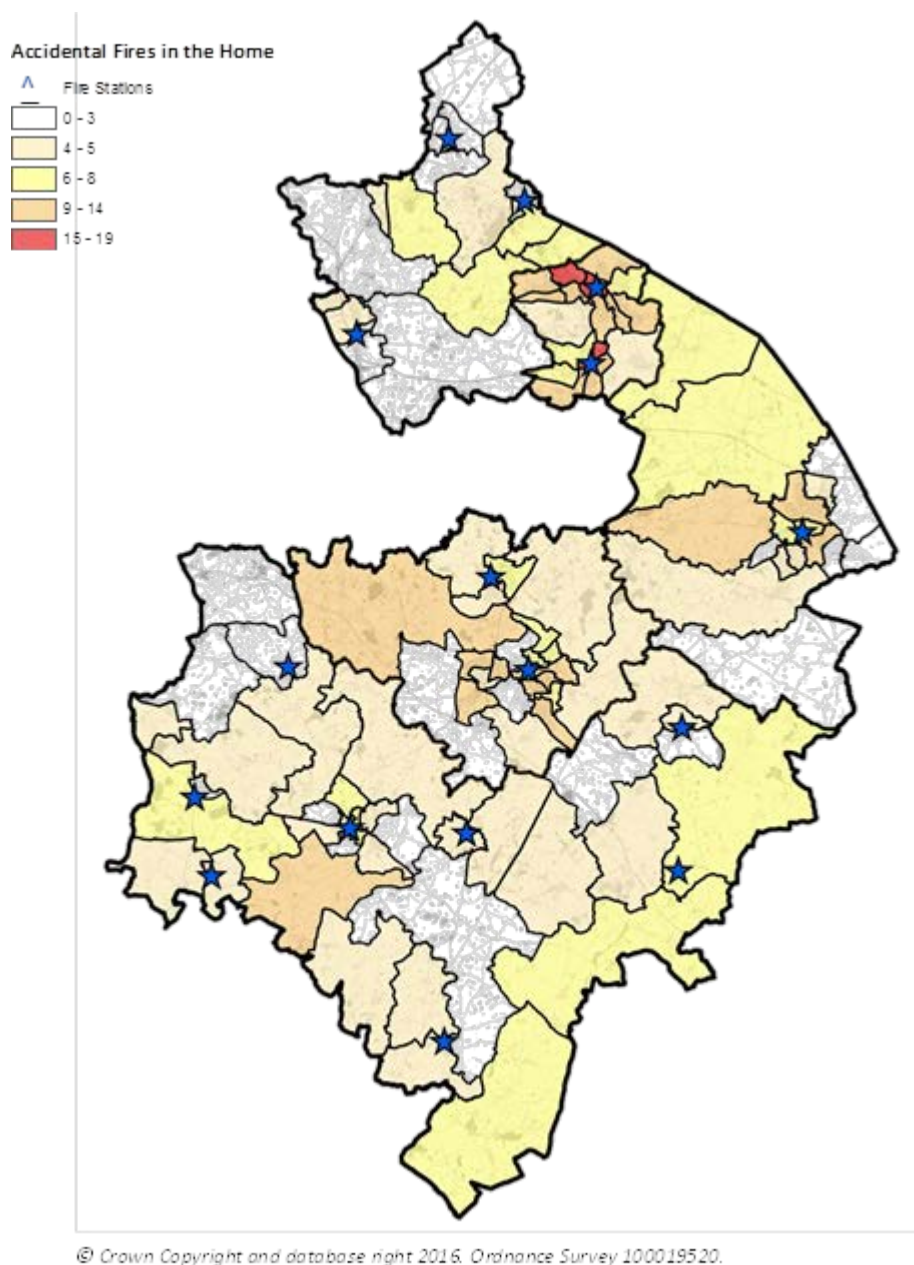 Accidental Fires in the Home
Fire Stations
0 - 3
4 - 5
6 - 8
9 - 14
15 - 19
© Crown Copyright and database right 2016. Ordnance Survey 100019520.